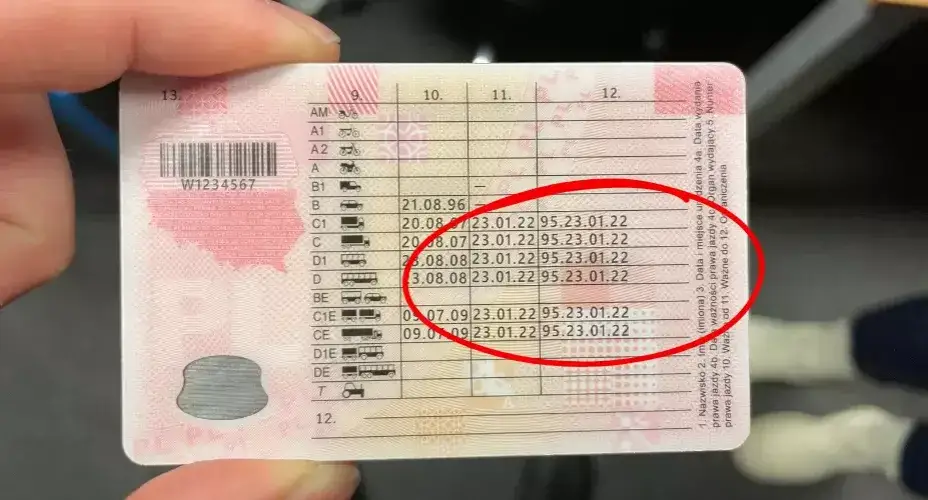 13.
9. 10. 11. 12.
W1234567
AM
A1
A2
A
B1 —
B 21.08.96 —
C1 20.08.07 23.01.22 95.23.01.22
C 20.08.07 23.01.22 95.23.01.22
D1 23.08.08 23.01.22 95.23.01.22
D 23.08.08 23.01.22 95.23.01.22
BE
C1E 09.07.09 23.01.22 95.23.01.22
CE 09.07.09 23.01.22 95.23.01.22
D1E
DE
T
12.
1. Nazwisko 2. Imię (imiona) 3. Data i miejsce urodzenia 4a. Data wydania
prawa jazdy 4b. Data ważności prawa jazdy 4c. Organ wydający 5. Numer
prawa jazdy 10. Ważne od 11. Ważne do 12. Ograniczenia